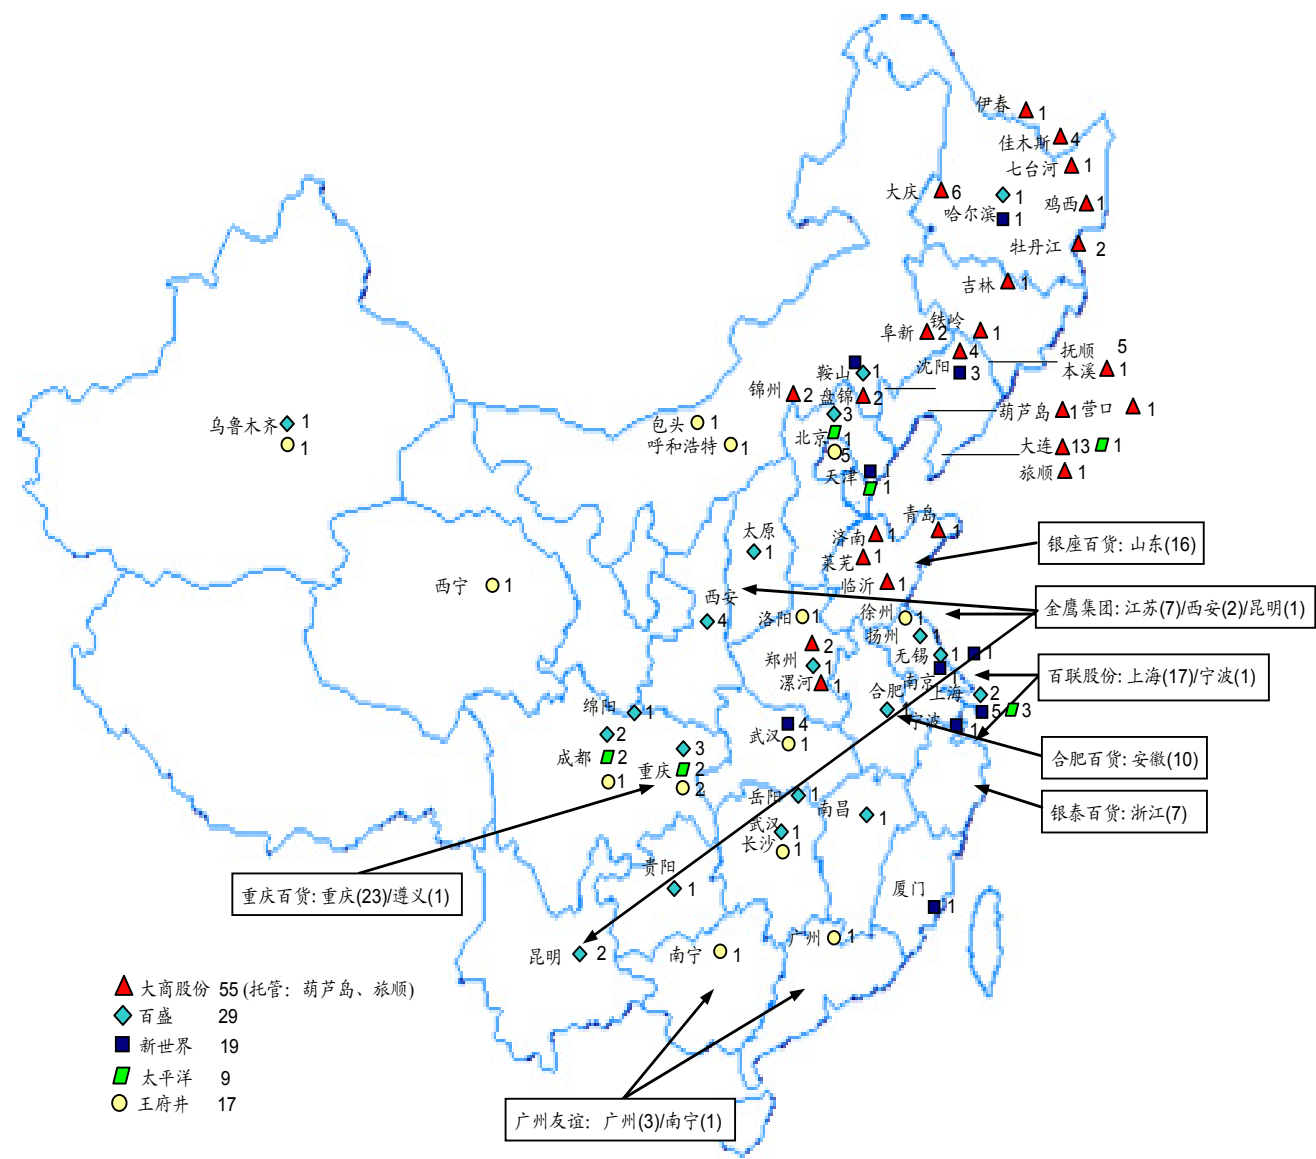 伊春 1
佳木斯 4
七台河 1
大庆 6
1
哈尔滨 1
鸡西 1
牡丹江 2
吉林 1
铁岭 1
阜新 2
沈阳 4
3
抚顺 5
本溪 1
鞍山 1
锦州 2
盘锦 2
葫芦岛 1
营口 1
3
北京 1
5
大连 13 1
旅顺 1
天津 1
1
乌鲁木齐 1
1
包头 1
呼和浩特 1
青岛 1
济南 1
莱芜 1
临沂 1
太原 1
银座百货: 山东(16)
西宁 1
西安 4
洛阳 1
徐州 1
金鹰集团: 江苏(7)/西安(2)/昆明(1)
扬州 1
无锡 1 1
南京 1
郑州 2
1
漯河 1
百联股份: 上海(17)/宁波(1)
上海 2
5 3
合肥 1
宁波 1
绵阳 1
2
成都 2
1
3
重庆 2
2
武汉 4
1
合肥百货: 安徽(10)
银泰百货: 浙江(7)
岳阳 1
南昌 1
武汉 1
长沙 1
贵阳 1
重庆百货: 重庆(23)/遵义(1)
厦门 1
昆明 2
南宁 1
广州 1
大商股份 55 (托管: 葫芦岛、旅顺)
百盛 29
新世界 19
太平洋 9
王府井 17
广州友谊: 广州(3)/南宁(1)